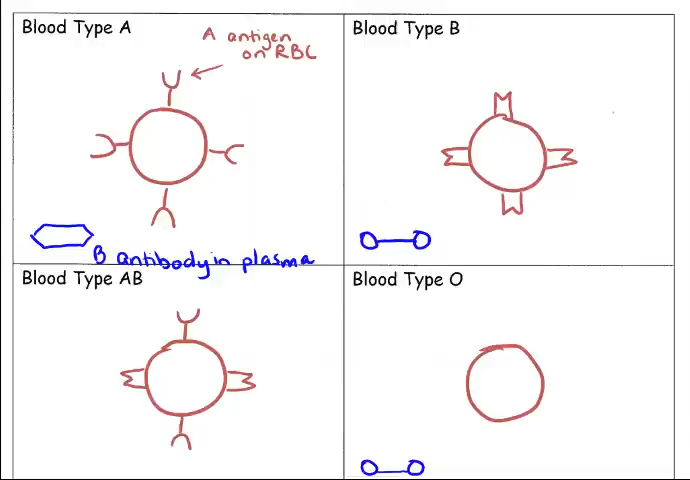 Blood Type A
A antigen
on RBC
B antibody in plasma
Blood Type B
Blood Type AB
Blood Type O